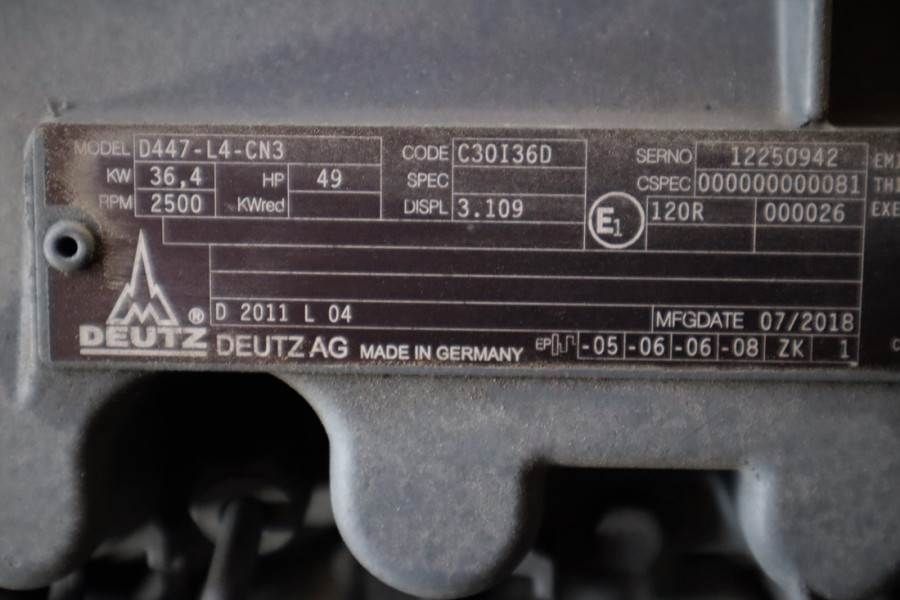 MODEL D447-L4-CN3 CODE C30I36D SERNO 12250942
KW 36,4 HP 49 SPEC CSPEC 000000000081
RPM 2500 KWred DISPL 3.109 E1 120R 000026
D 2011 L 04 MFGDATE 07/2018
DEUTZ ® DEUTZ AG MADE IN GERMANY EP -05 -06 -06 -08 ZK 1